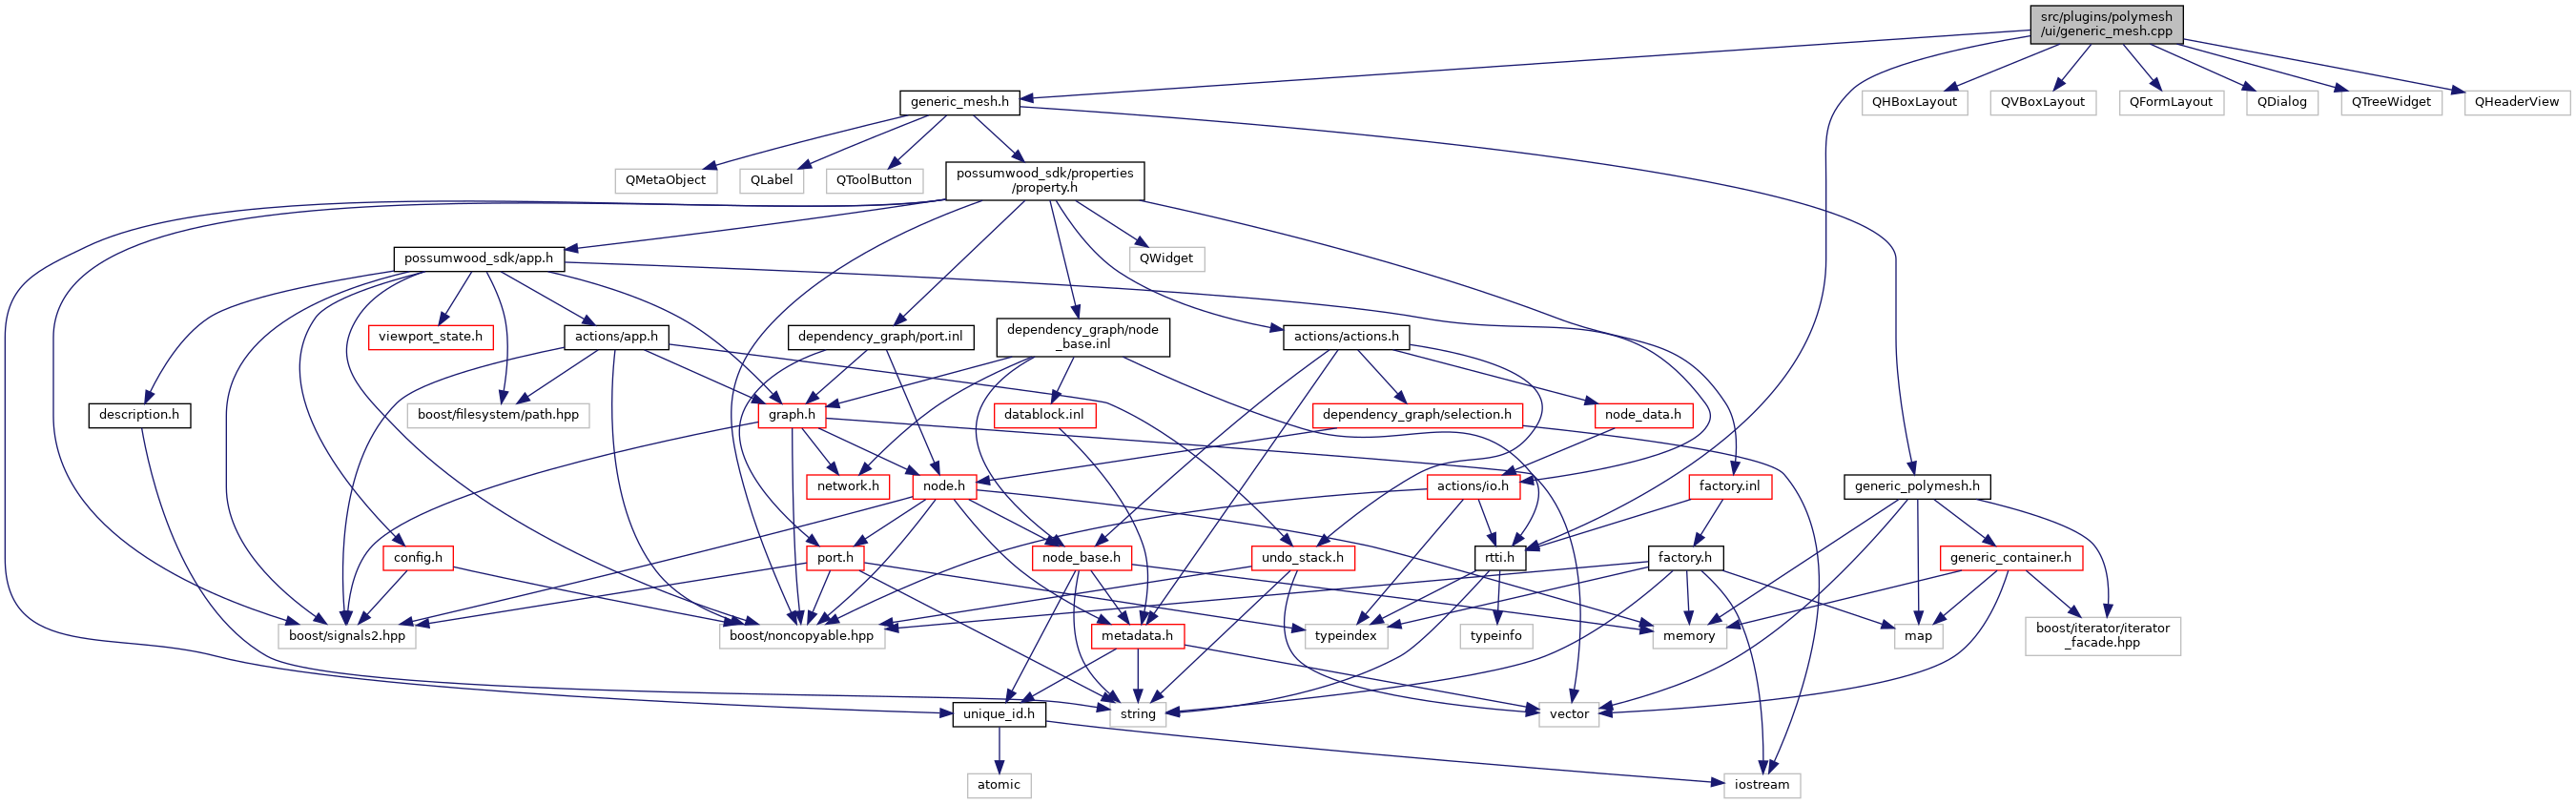 src/plugins/polymesh
/ui/generic_mesh.cpp
generic_mesh.h
QHBoxLayout
QVBoxLayout
QFormLayout
QDialog
QTreeWidget
QHeaderView
QMetaObject
QLabel
QToolButton
possumwood_sdk/properties
/property.h
possumwood_sdk/app.h
QWidget
viewport_state.h
actions/app.h
dependency_graph/port.inl
dependency_graph/node
_base.inl
actions/actions.h
description.h
boost/filesystem/path.hpp
graph.h
datablock.inl
dependency_graph/selection.h
node_data.h
network.h
node.h
actions/io.h
factory.inl
generic_polymesh.h
config.h
port.h
node_base.h
undo_stack.h
rtti.h
factory.h
generic_container.h
boost/signals2.hpp
boost/noncopyable.hpp
metadata.h
typeindex
typeinfo
memory
map
boost/iterator/iterator
_facade.hpp
unique_id.h
string
vector
atomic
iostream